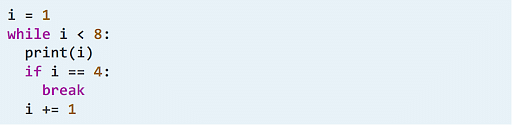 i = 1
while i < 8:
  print(i)
  if i == 4:
    break
  i += 1